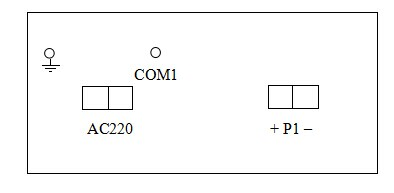 COM1
AC220
+ P1 –